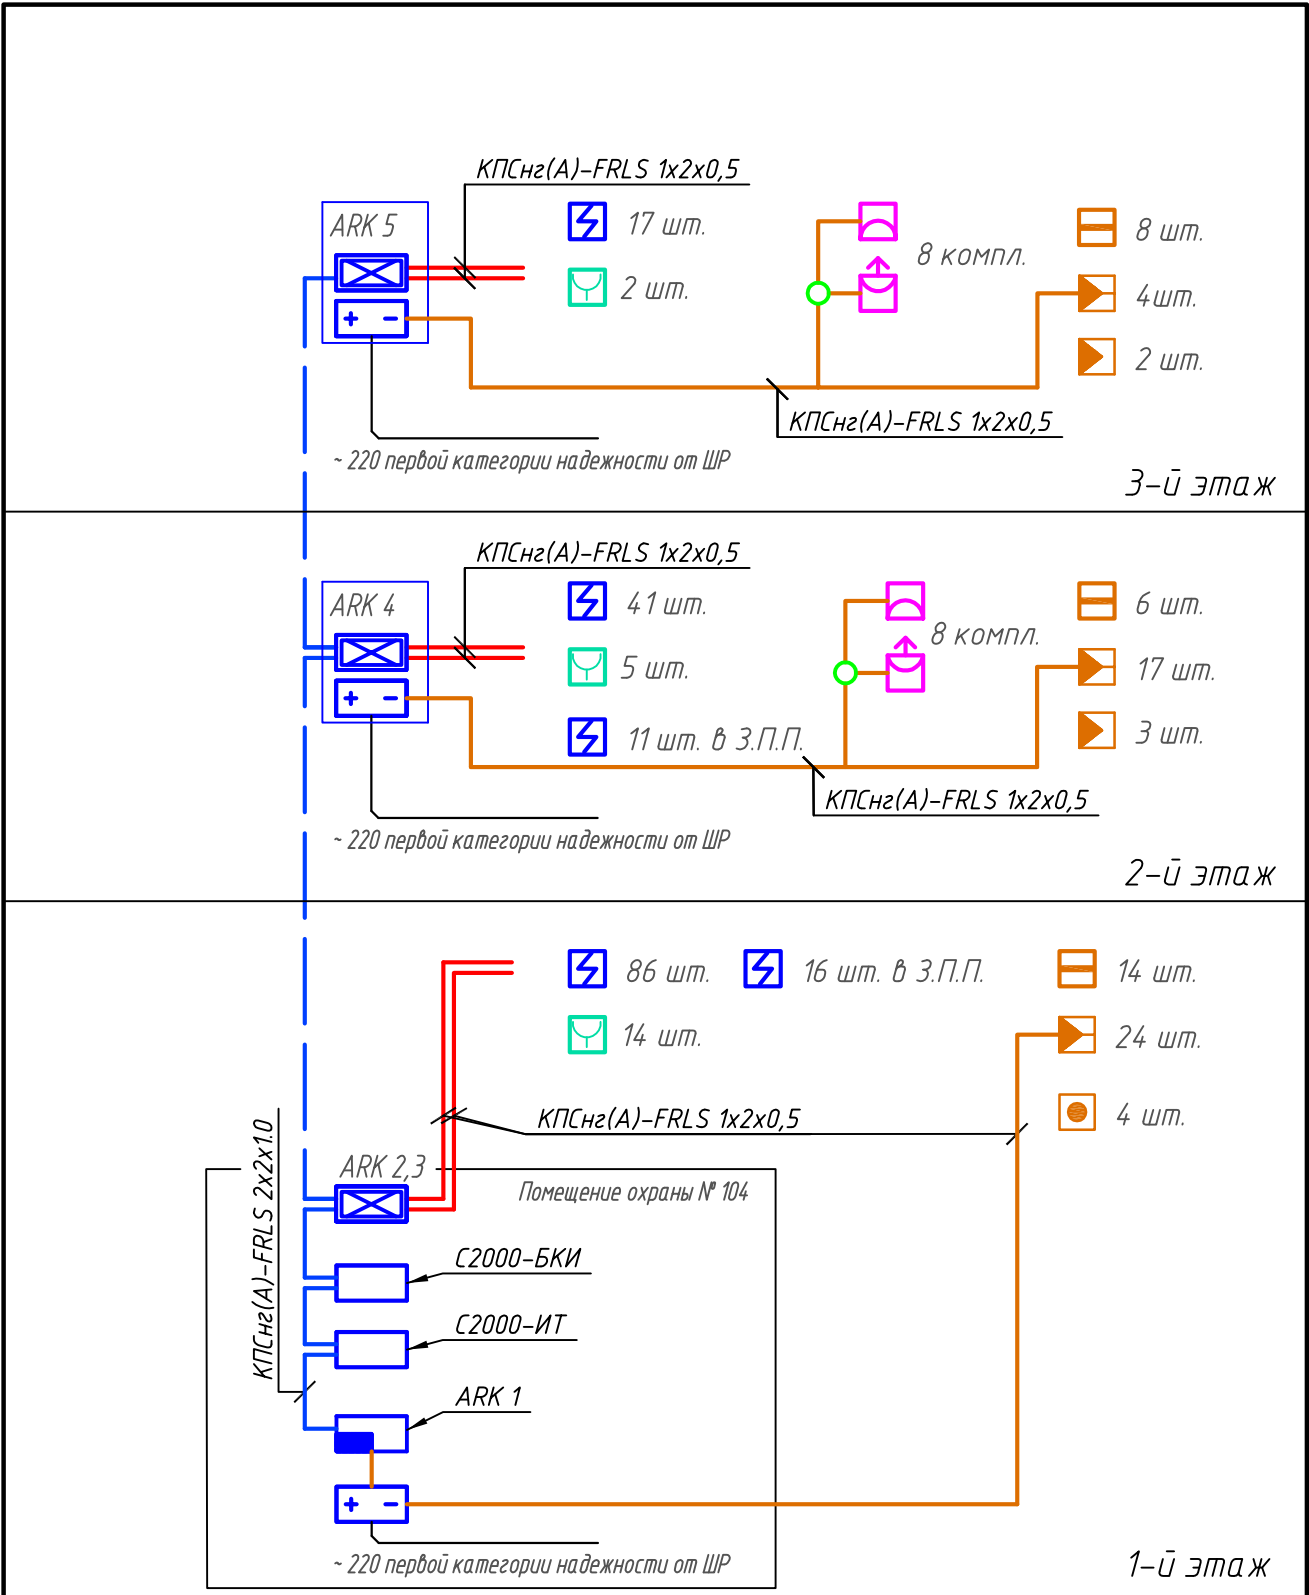 КПСнг(А)-FRLS 1x2x0,5
ARK 5
17 шт.
8 шт.
8 компл.
2 шт.
4шт.
2 шт.
КПСнг(А)-FRLS 1x2x0,5
~ 220 первой категории надежности от ШР
3-й этаж
КПСнг(А)-FRLS 1x2x0,5
ARK 4
41 шт.
6 шт.
8 компл.
5 шт.
17 шт.
11 шт. в З.П.П.
3 шт.
КПСнг(А)-FRLS 1x2x0,5
~ 220 первой категории надежности от ШР
2-й этаж
86 шт.
16 шт. в З.П.П.
14 шт.
14 шт.
24 шт.
КПСнг(А)-FRLS 1x2x0,5
4 шт.
КПСнг(А)-FRLS 2x2x1.0
ARK 2,3
Помещение охраны № 104
С2000-БКИ
С2000-ИТ
ARK 1
~ 220 первой категории надежности от ШР
1-й этаж